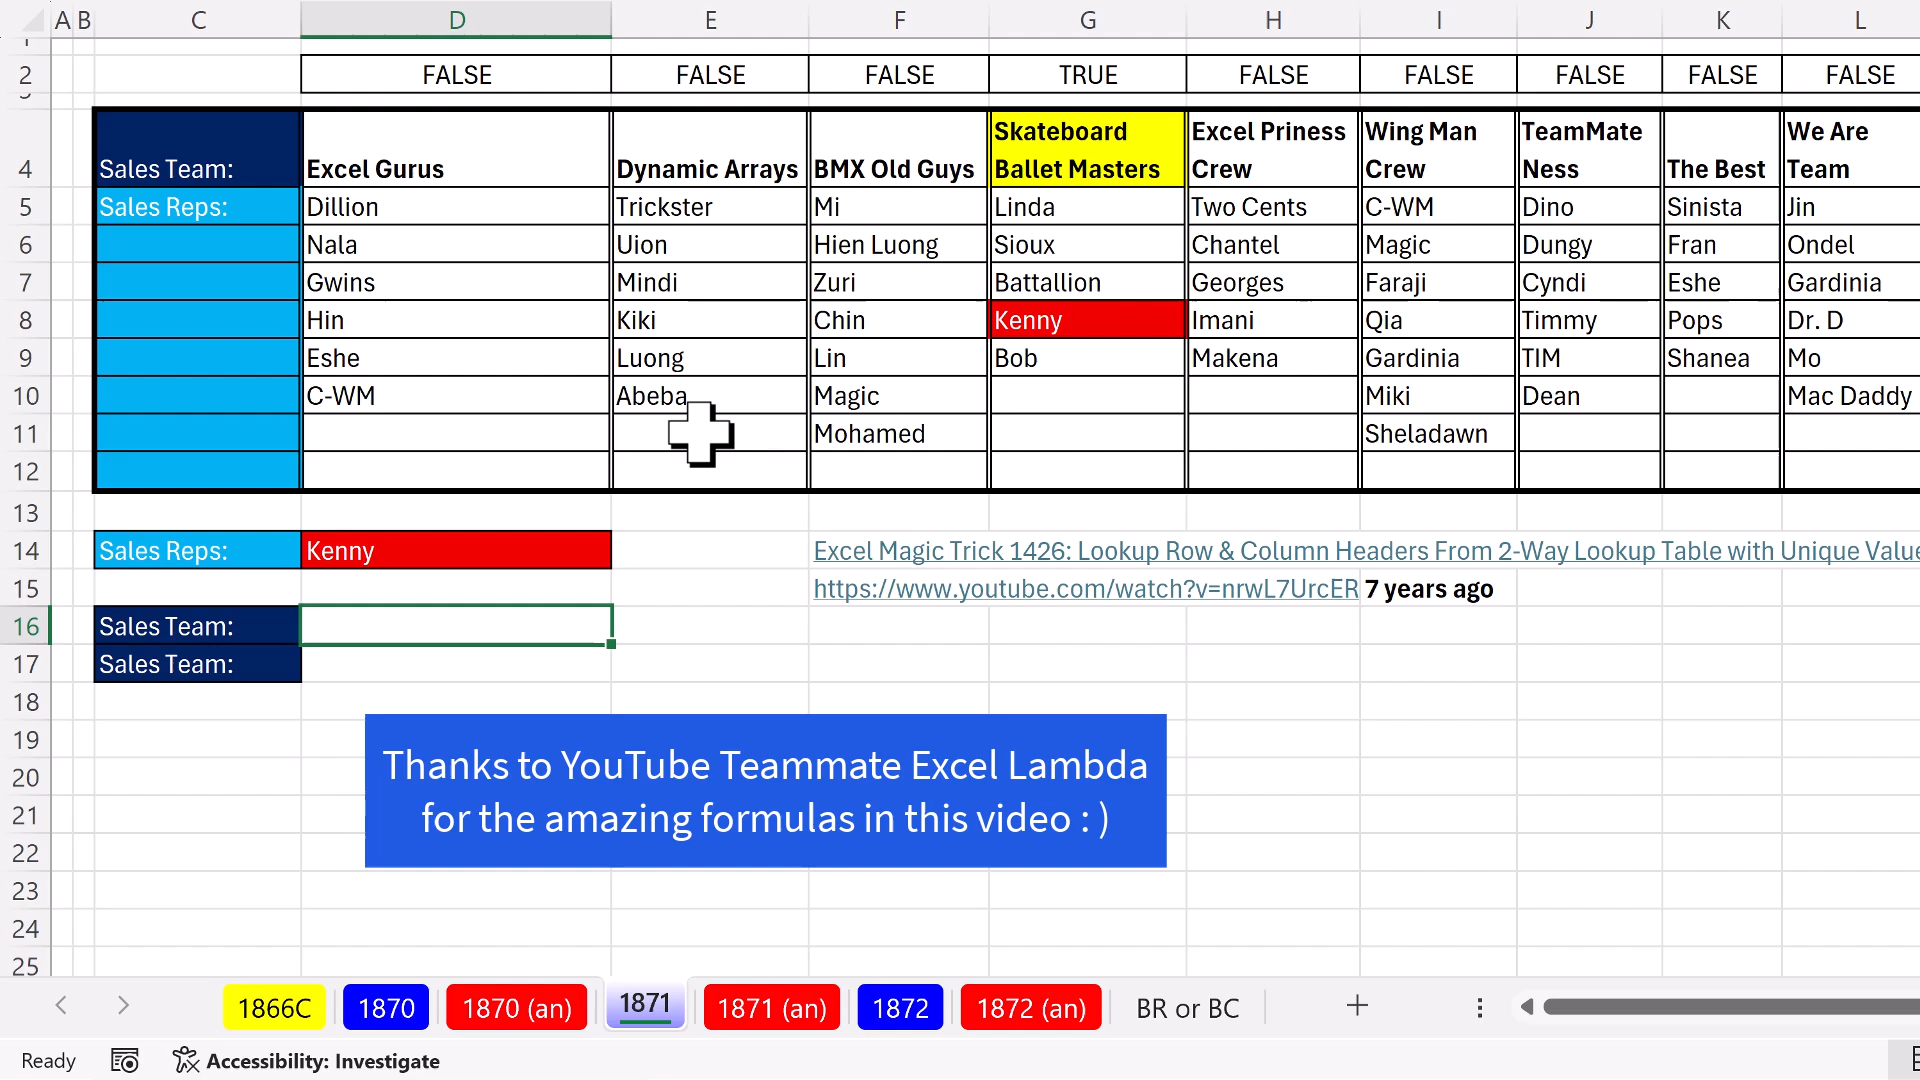 A B C D E F G H I J K L
2 FALSE FALSE FALSE TRUE FALSE FALSE FALSE FALSE FALSE
Skateboard Excel Priness Wing Man TeamMate We Are
4 Sales Team: Excel Gurus Dynamic Arrays BMX Old Guys Ballet Masters Crew Crew Ness The Best Team
5 Sales Reps: Dillion Trickster Mi Linda Two Cents C-WM Dino Sinista Jin
6 Nala Uion Hien Luong Sioux Chantel Magic Dungy Fran Ondel
7 Gwins Mindi Zuri Battallion Georges Faraji Cyndi Eshe Gardinia
8 Hin Kiki Chin Kenny Imani Qia Timmy Pops Dr. D
9 Eshe Luong Lin Bob Makena Gardinia TIM Shanea Mo
10 C-WM Abeba Magic Miki Dean Mac Daddy
11 Mohamed Sheladawn
12
13
14 Sales Reps: Kenny Excel Magic Trick 1426: Lookup Row & Column Headers From 2-Way Lookup Table with Unique Value
15 https://www.youtube.com/watch?v=nrwL7UrcER 7 years ago
16 Sales Team:
17 Sales Team:
18
19
Thanks to YouTube Teammate Excel Lambda
20
21 for the amazing formulas in this video : )
22
23
24
25
1866C 1870 1870 (an) 1871 1871 (an) 1872 1872 (an) BR or BC
Ready Accessibility: Investigate